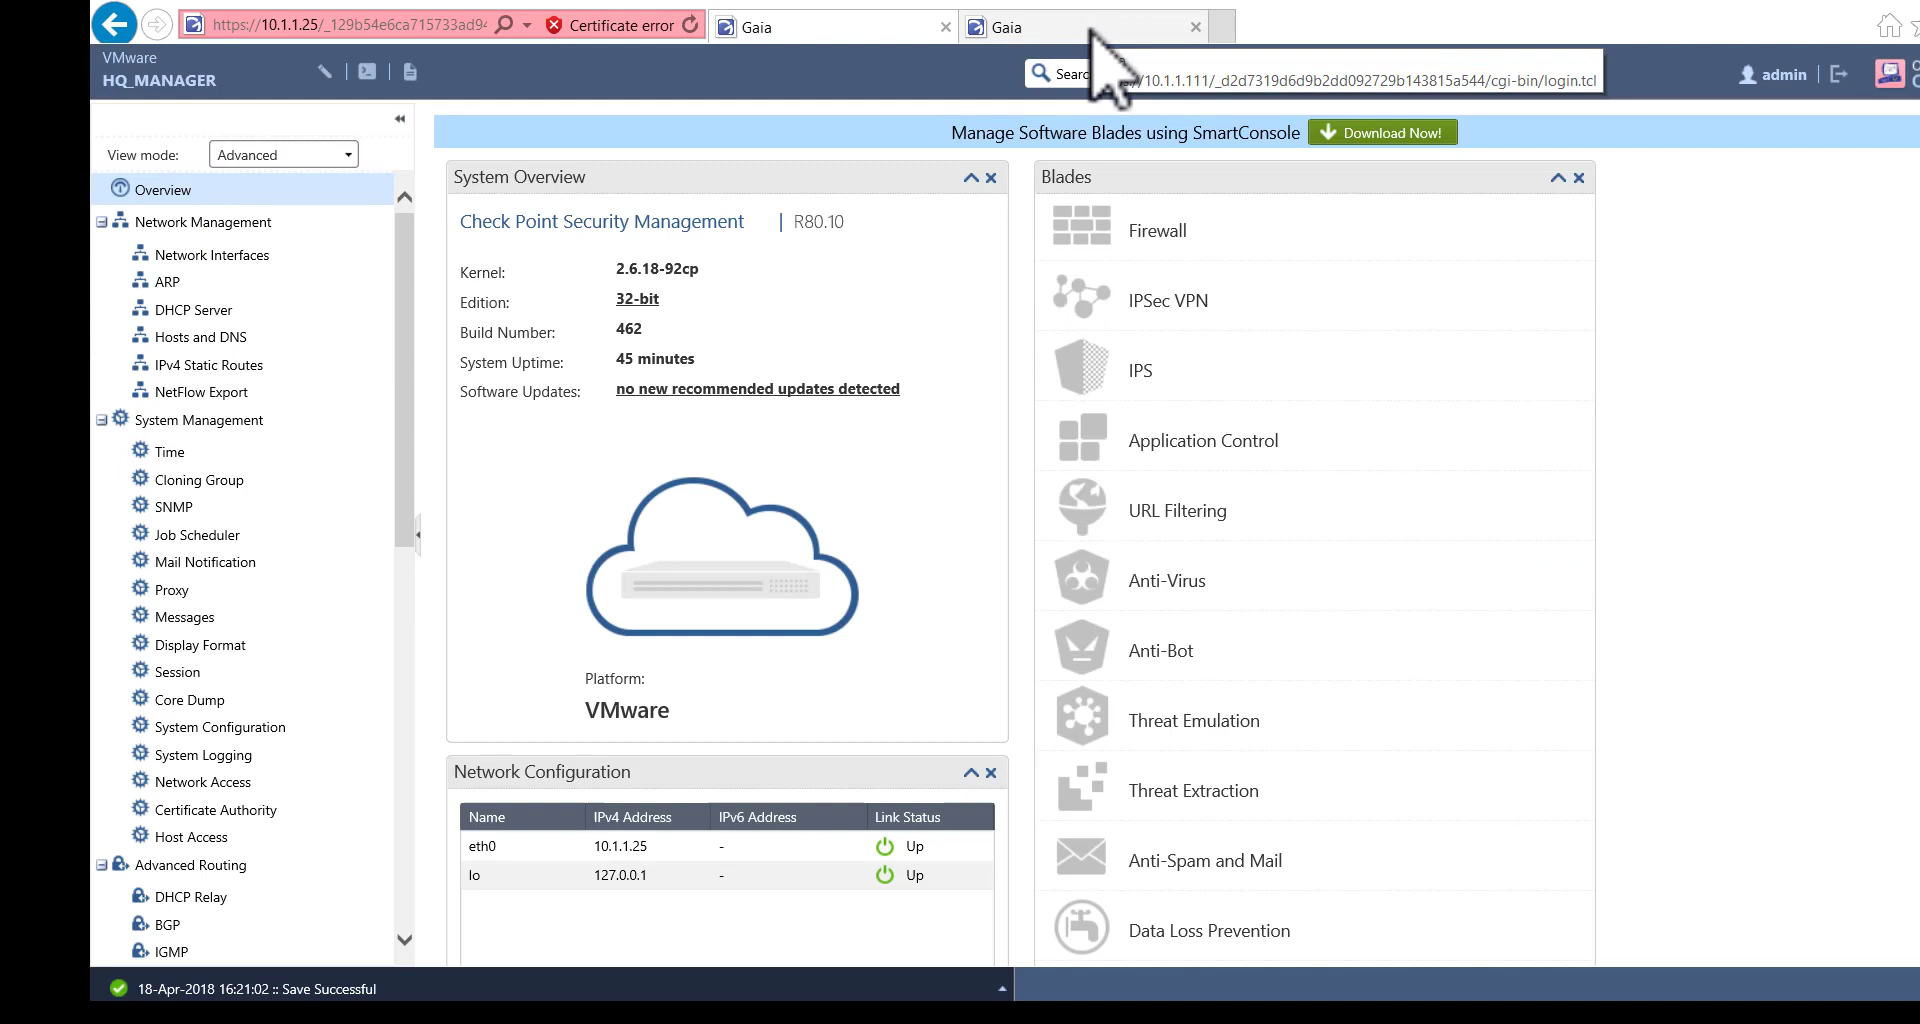 https://10.1.1.25/_129b54e6ca715733ad9
Certificate error
Gaia
Gaia
VMware
HQ_MANAGER
Sear
/10.1.1.111/_d2d7319d6d9b2dd092729b143815a544/cgi-bin/login.tcl
admin
Manage Software Blades using SmartConsole
Download Now!
View mode:
Advanced
Overview
Network Management
Network Interfaces
ARP
DHCP Server
Hosts and DNS
IPv4 Static Routes
NetFlow Export
System Management
Time
Cloning Group
SNMP
Job Scheduler
Mail Notification
Proxy
Messages
Display Format
Session
Core Dump
System Configuration
System Logging
Network Access
Certificate Authority
Host Access
Advanced Routing
DHCP Relay
BGP
IGMP
System Overview
Check Point Security Management | R80.10
Kernel: 2.6.18-92cp
Edition: 32-bit
Build Number: 462
System Uptime: 45 minutes
Software Updates: no new recommended updates detected
Platform:
VMware
Network Configuration
Name IPv4 Address IPv6 Address Link Status
eth0 10.1.1.25 - Up
lo 127.0.0.1 - Up
Blades
Firewall
IPSec VPN
IPS
Application Control
URL Filtering
Anti-Virus
Anti-Bot
Threat Emulation
Threat Extraction
Anti-Spam and Mail
Data Loss Prevention
18-Apr-2018 16:21:02 :: Save Successful